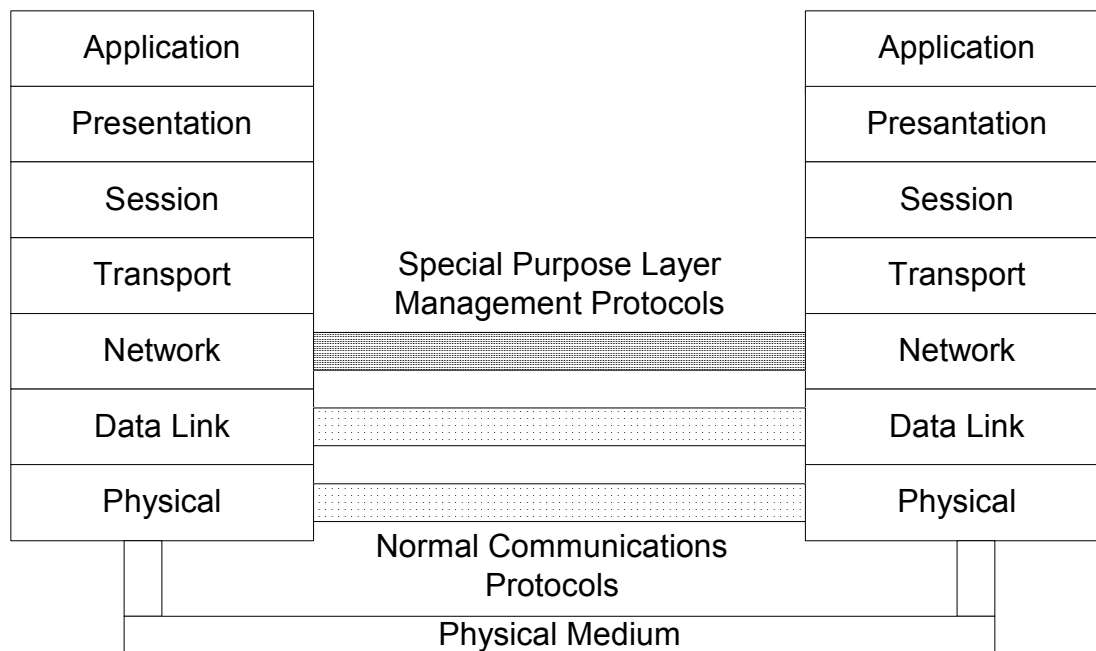 Application
Presentation
Session
Transport
Network
Data Link
Physical
Special Purpose Layer
Management Protocols
Normal Communications
Protocols
Physical Medium
Application
Presantation
Session
Transport
Network
Data Link
Physical